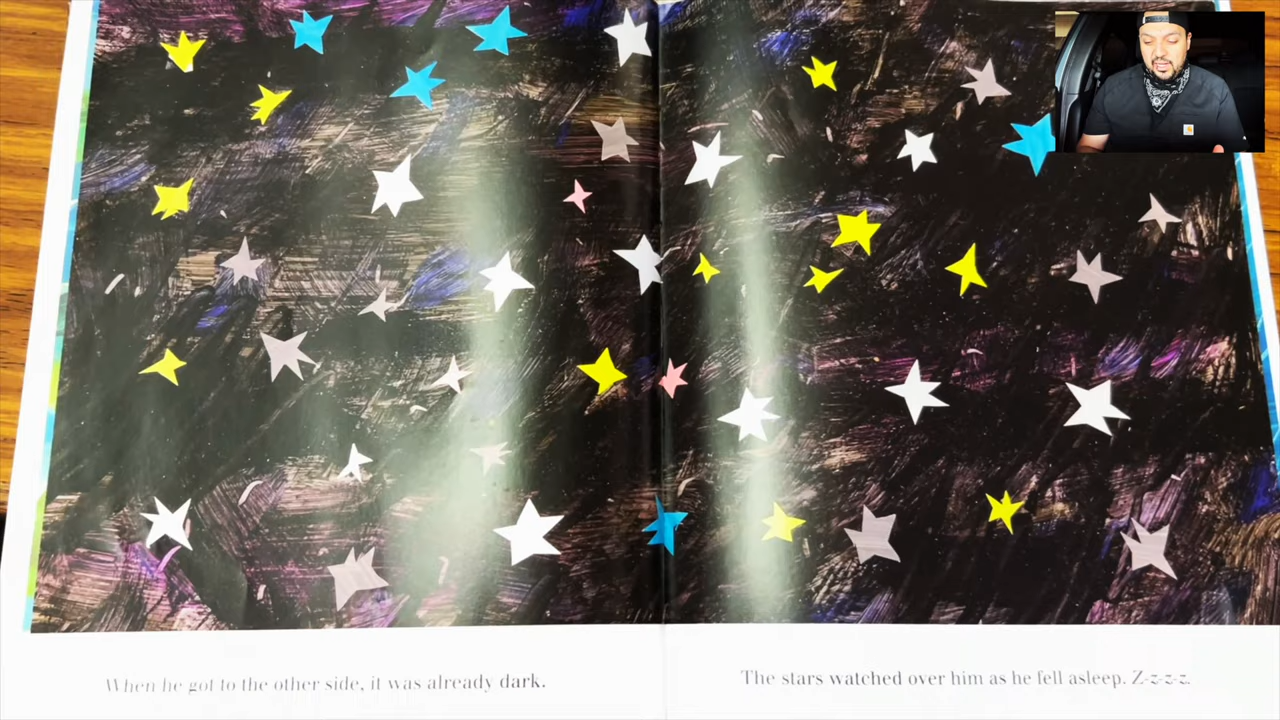 When he got to the other side, it was already dark.
The stars watched over him as he fell asleep. Z-z-z-z.